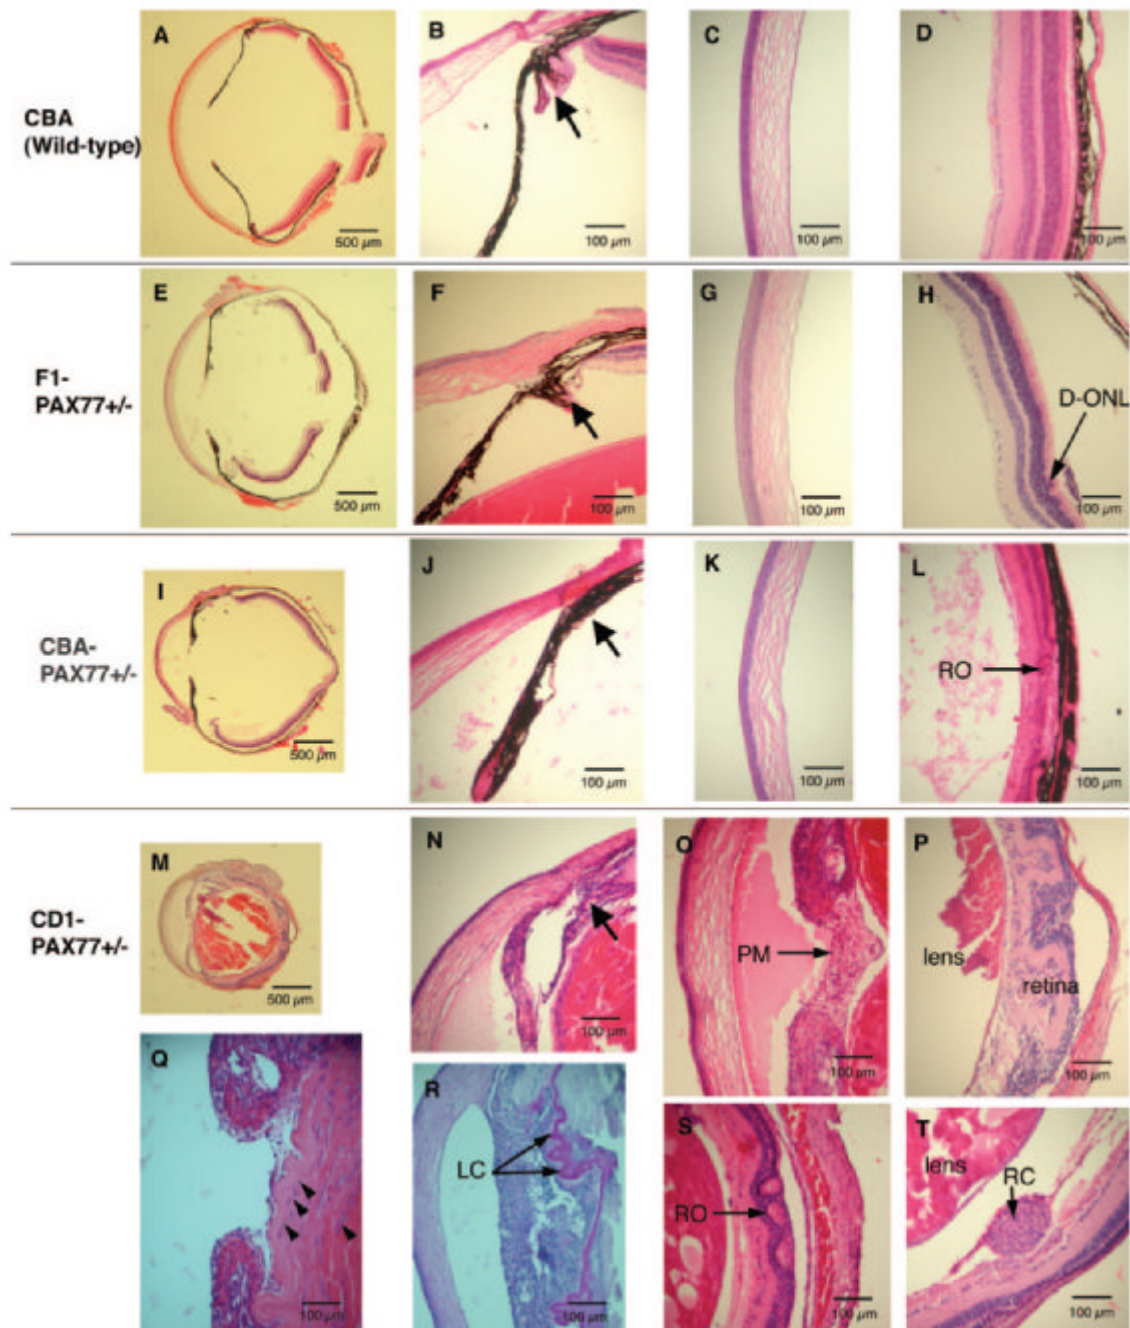 A
B
C
D
CBA
(Wild-type)
500 µm
100 µm
100 µm
100 µm
E
F
G
H
F1-
PAX77+/-
D-ONL
500 µm
100 µm
100 µm
100 µm
I
J
K
L
CBA-
PAX77+/-
RO
500 µm
100 µm
100 µm
100 µm
M
N
O
P
CD1-
PAX77+/-
PM
lens
retina
500 µm
100 µm
100 µm
100 µm
Q
R
S
T
LC
RO
lens
RC
100 µm
100 µm
100 µm
100 µm